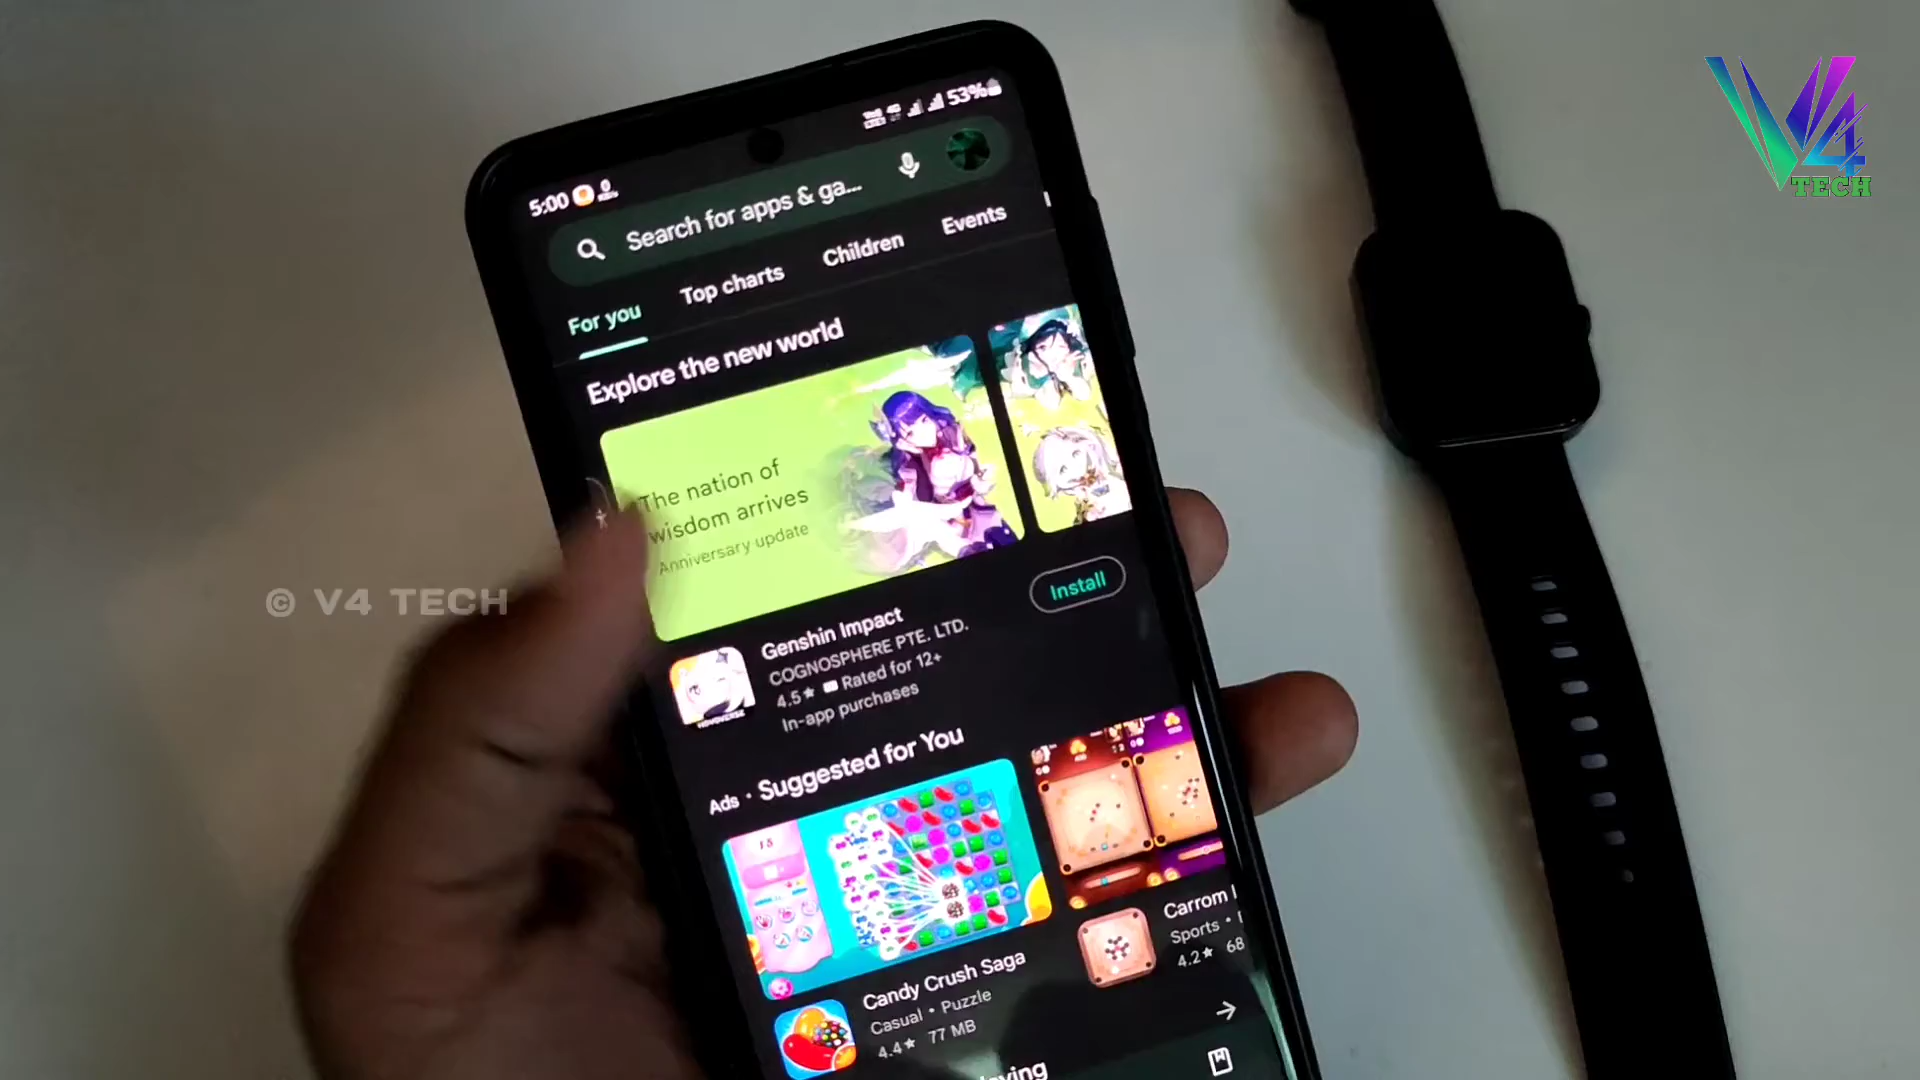 V4
TECH
5:00
53%
Search for apps & ga...
For you
Top charts
Children
Events
Explore the new world
The nation of
wisdom arrives
Anniversary update
Install
Genshin Impact
COGNOSPHERE PTE. LTD.
4.5★ Rated for 12+
In-app purchases
© V4 TECH
Ads · Suggested for You
Candy Crush Saga
Casual • Puzzle
4.4★ 77 MB
Carrom
Sports •
4.2★ 68